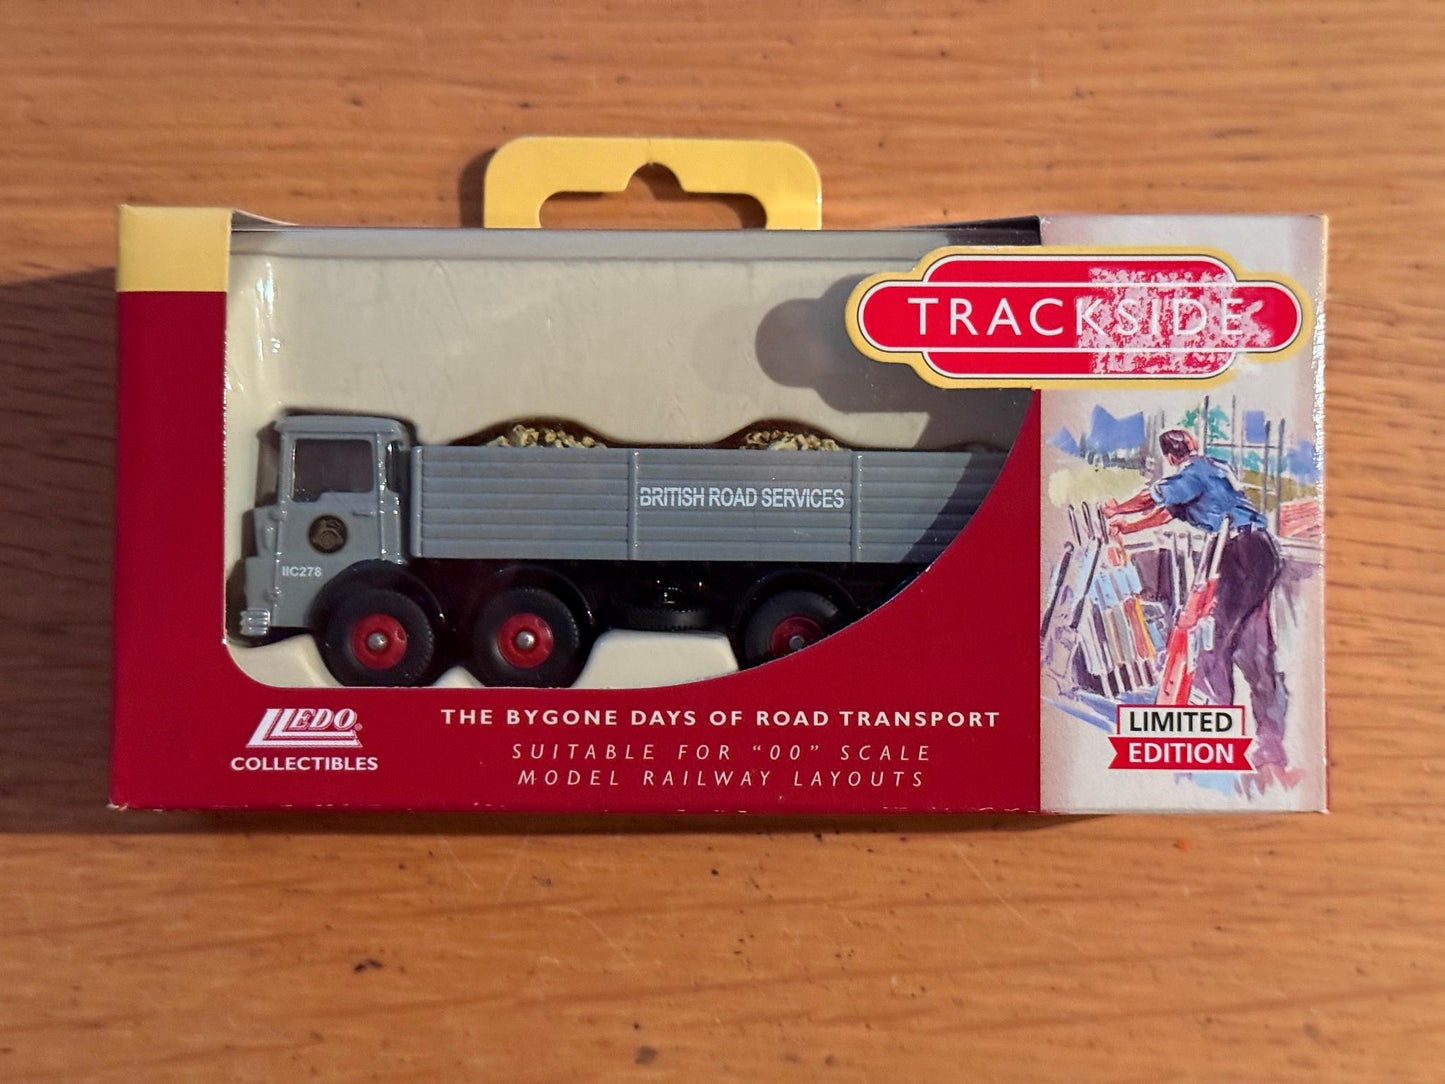 TRACKSIDE
BRITISH ROAD SERVICES
IIC278
LLEDO®
COLLECTIBLES
THE BYGONE DAYS OF ROAD TRANSPORT
SUITABLE FOR "00" SCALE
MODEL RAILWAY LAYOUTS
LIMITED
EDITION